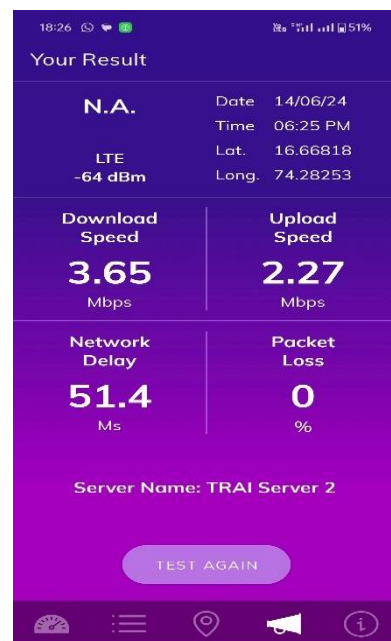 18:26 51%
Your Result
N.A.
LTE
-64 dBm
Date 14/06/24
Time 06:25 PM
Lat. 16.66818
Long. 74.28253
Download
Speed
3.65
Mbps
Upload
Speed
2.27
Mbps
Network
Delay
51.4
Ms
Packet
Loss
0
%
Server Name: TRAI Server 2
TEST AGAIN